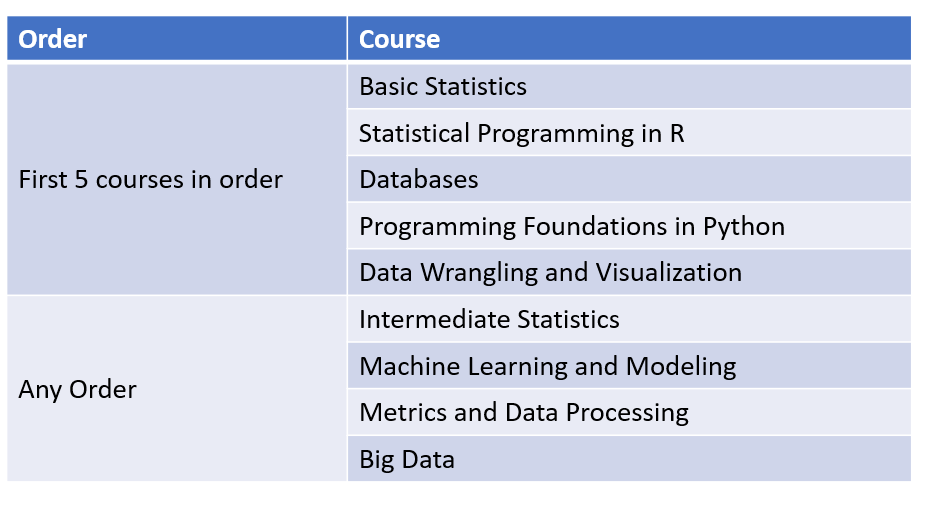 Order Course
First 5 courses in order
Basic Statistics
Statistical Programming in R
Databases
Programming Foundations in Python
Data Wrangling and Visualization
Any Order
Intermediate Statistics
Machine Learning and Modeling
Metrics and Data Processing
Big Data